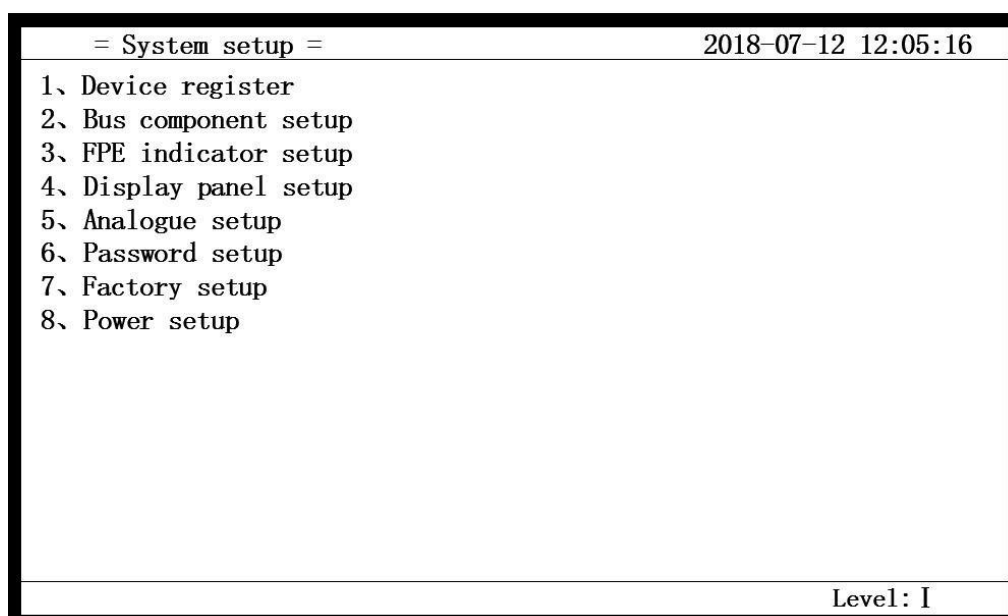 = System setup = 2018-07-12 12:05:16
1、Device register
2、Bus component setup
3、FPE indicator setup
4、Display panel setup
5、Analogue setup
6、Password setup
7、Factory setup
8、Power setup
Level: I